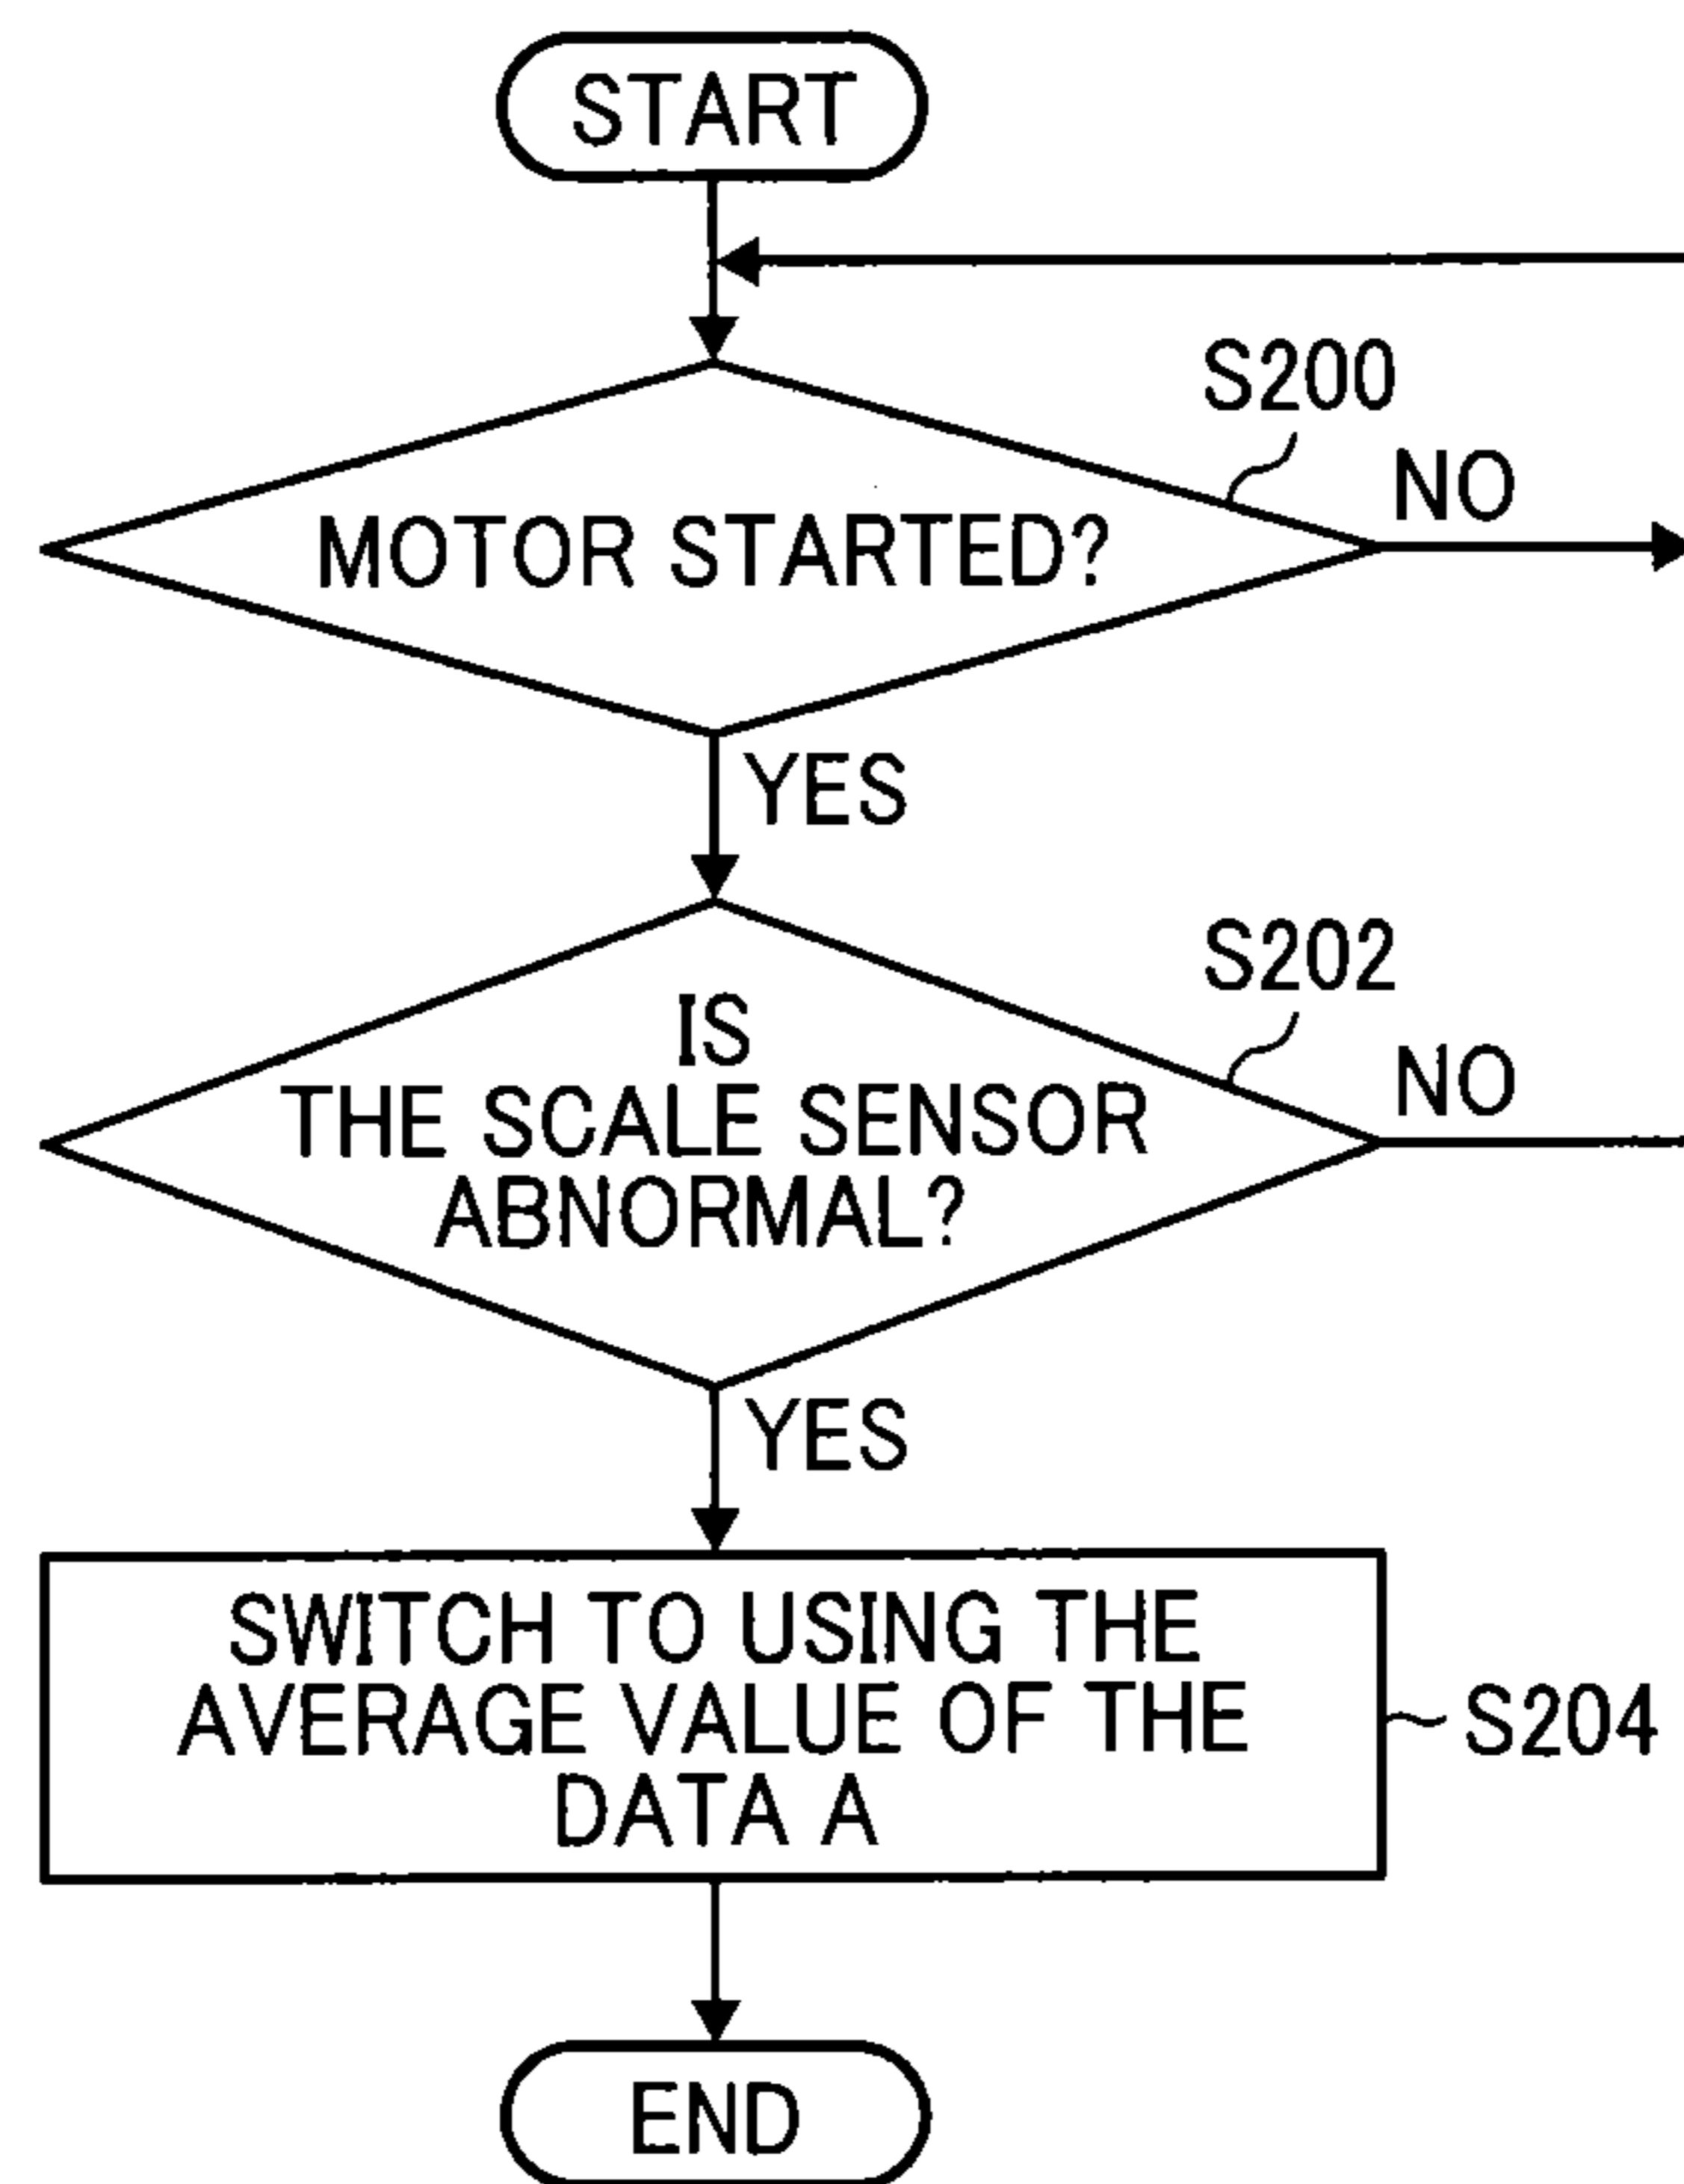 START
S200
NO
MOTOR STARTED?
YES
S202
NO
IS
THE SCALE SENSOR
ABNORMAL?
YES
SWITCH TO USING THE
AVERAGE VALUE OF THE
DATA A
S204
END